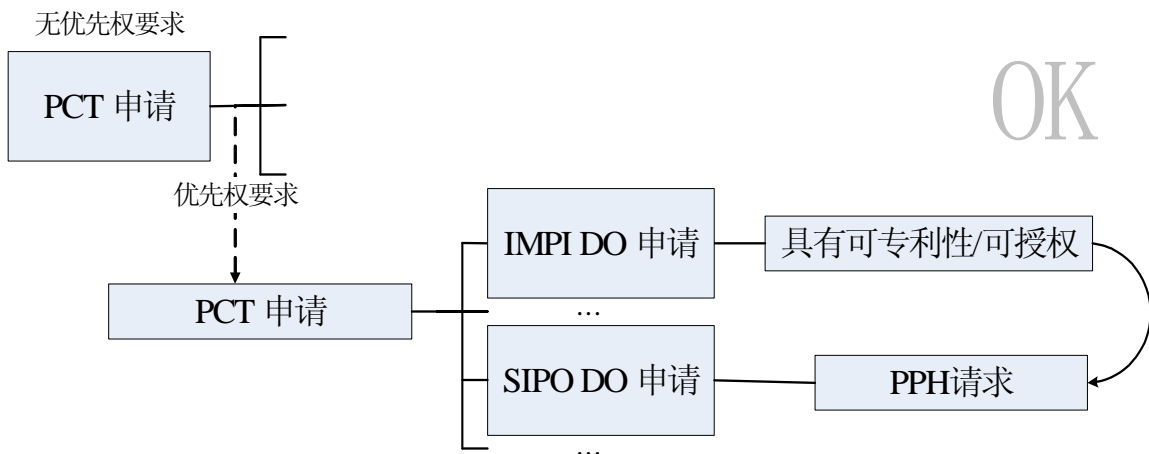 无优先权要求
PCT 申请
OK
优先权要求
IMPI DO 申请
具有可专利性/可授权
PCT 申请
...
SIPO DO 申请
PPH请求
...